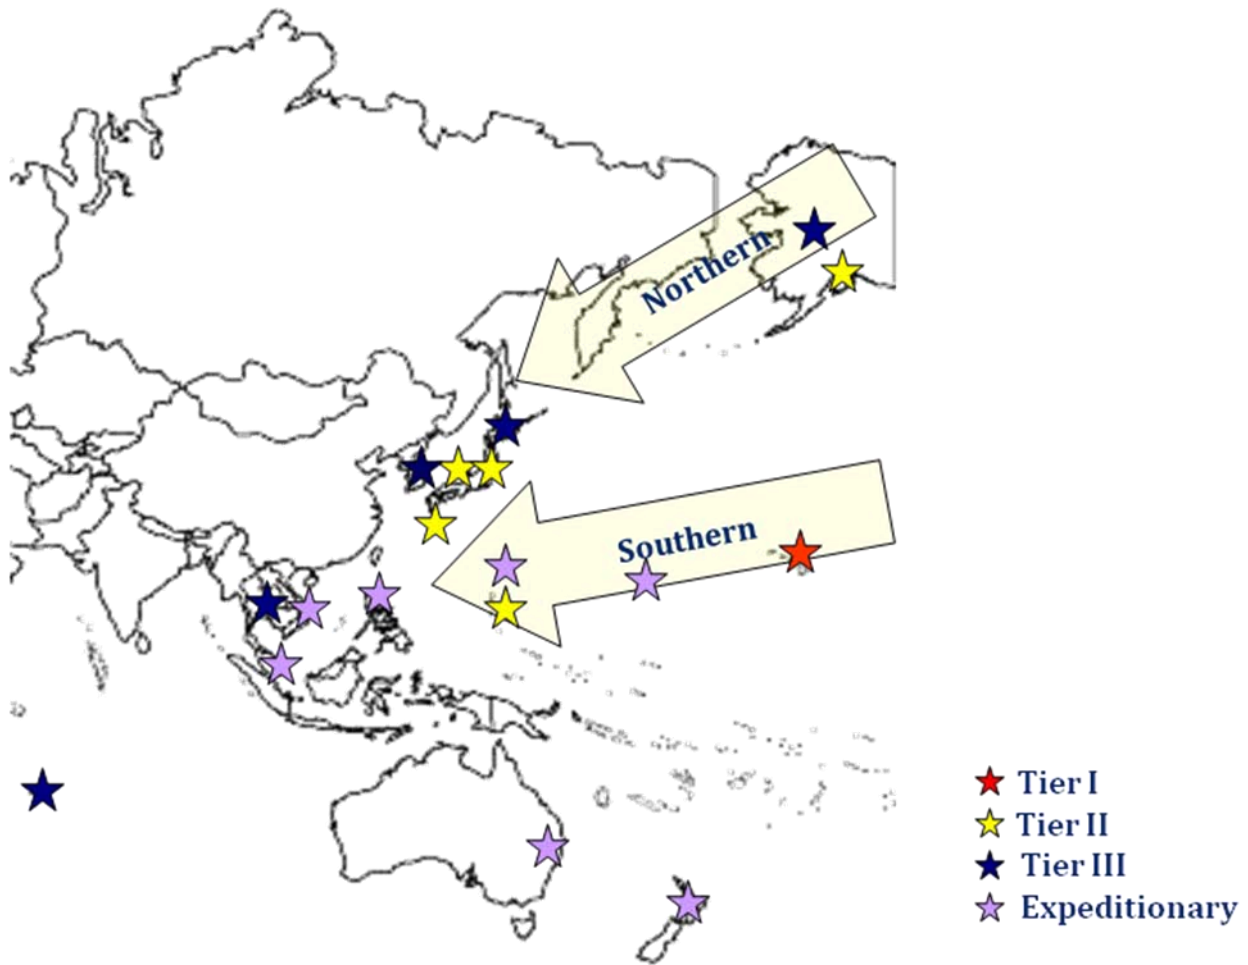 Northern
Southern
Tier I
Tier II
Tier III
Expeditionary